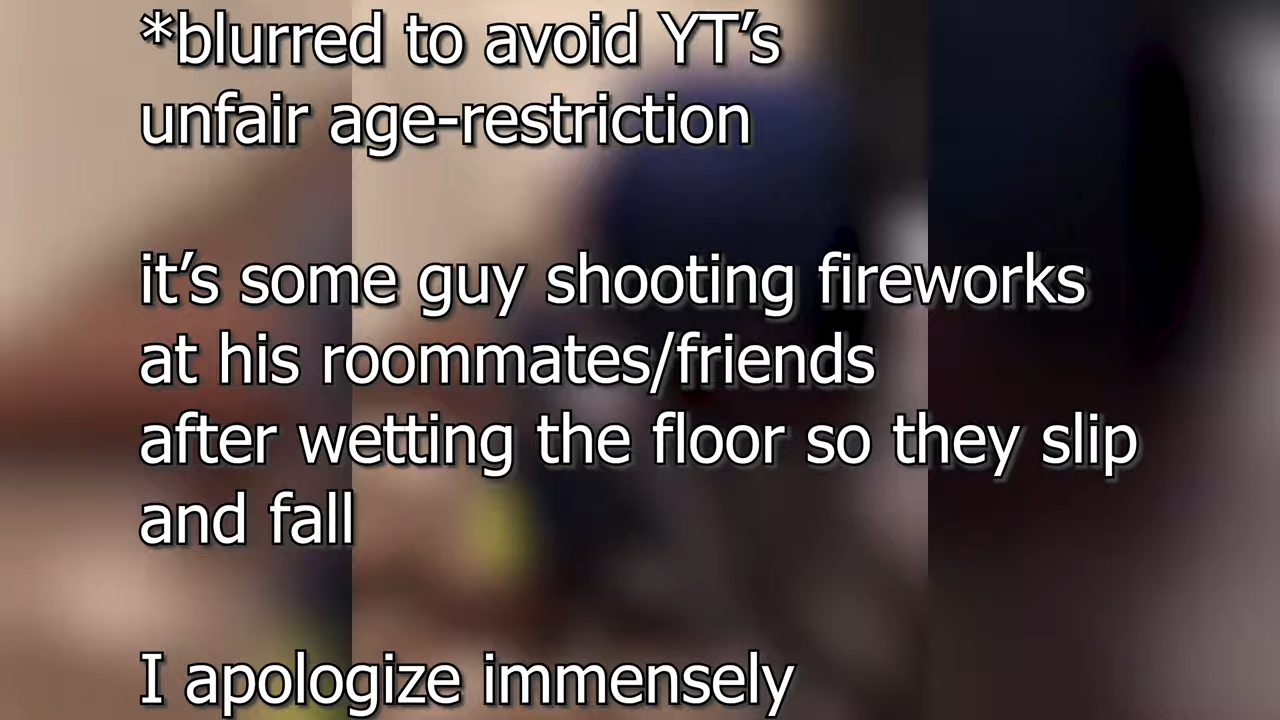 *blurred to avoid YT’s
unfair age-restriction
it’s some guy shooting fireworks
at his roommates/friends
after wetting the floor so they slip
and fall
I apologize immensely